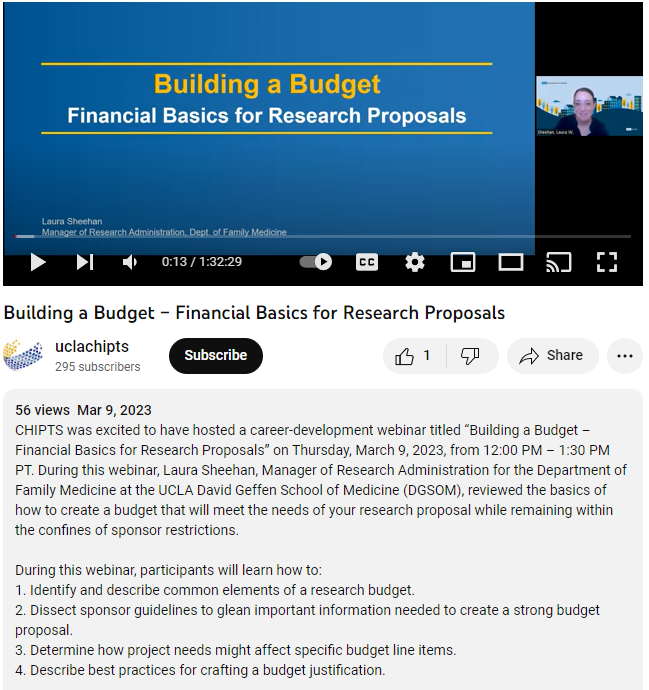 Building a Budget
Financial Basics for Research Proposals
Sheehan, Laura W.
Laura Sheehan
Manager of Research Administration, Dept. of Family Medicine
0:13 / 1:32:29
CC
Building a Budget – Financial Basics for Research Proposals
uclachipts
295 subscribers
Subscribe
1
Share
56 views Mar 9, 2023
CHIPTS was excited to have hosted a career-development webinar titled “Building a Budget –
Financial Basics for Research Proposals” on Thursday, March 9, 2023, from 12:00 PM – 1:30 PM
PT. During this webinar, Laura Sheehan, Manager of Research Administration for the Department of
Family Medicine at the UCLA David Geffen School of Medicine (DGSOM), reviewed the basics of
how to create a budget that will meet the needs of your research proposal while remaining within
the confines of sponsor restrictions.
During this webinar, participants will learn how to:
1. Identify and describe common elements of a research budget.
2. Dissect sponsor guidelines to glean important information needed to create a strong budget
proposal.
3. Determine how project needs might affect specific budget line items.
4. Describe best practices for crafting a budget justification.